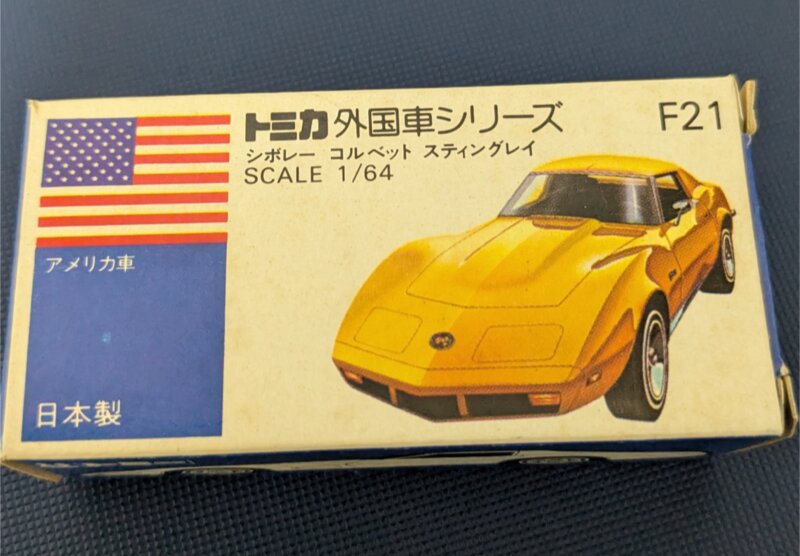 トミカ外国車シリーズ F21
シボレー コルベット スティングレイ
SCALE 1/64
アメリカ車
日本製